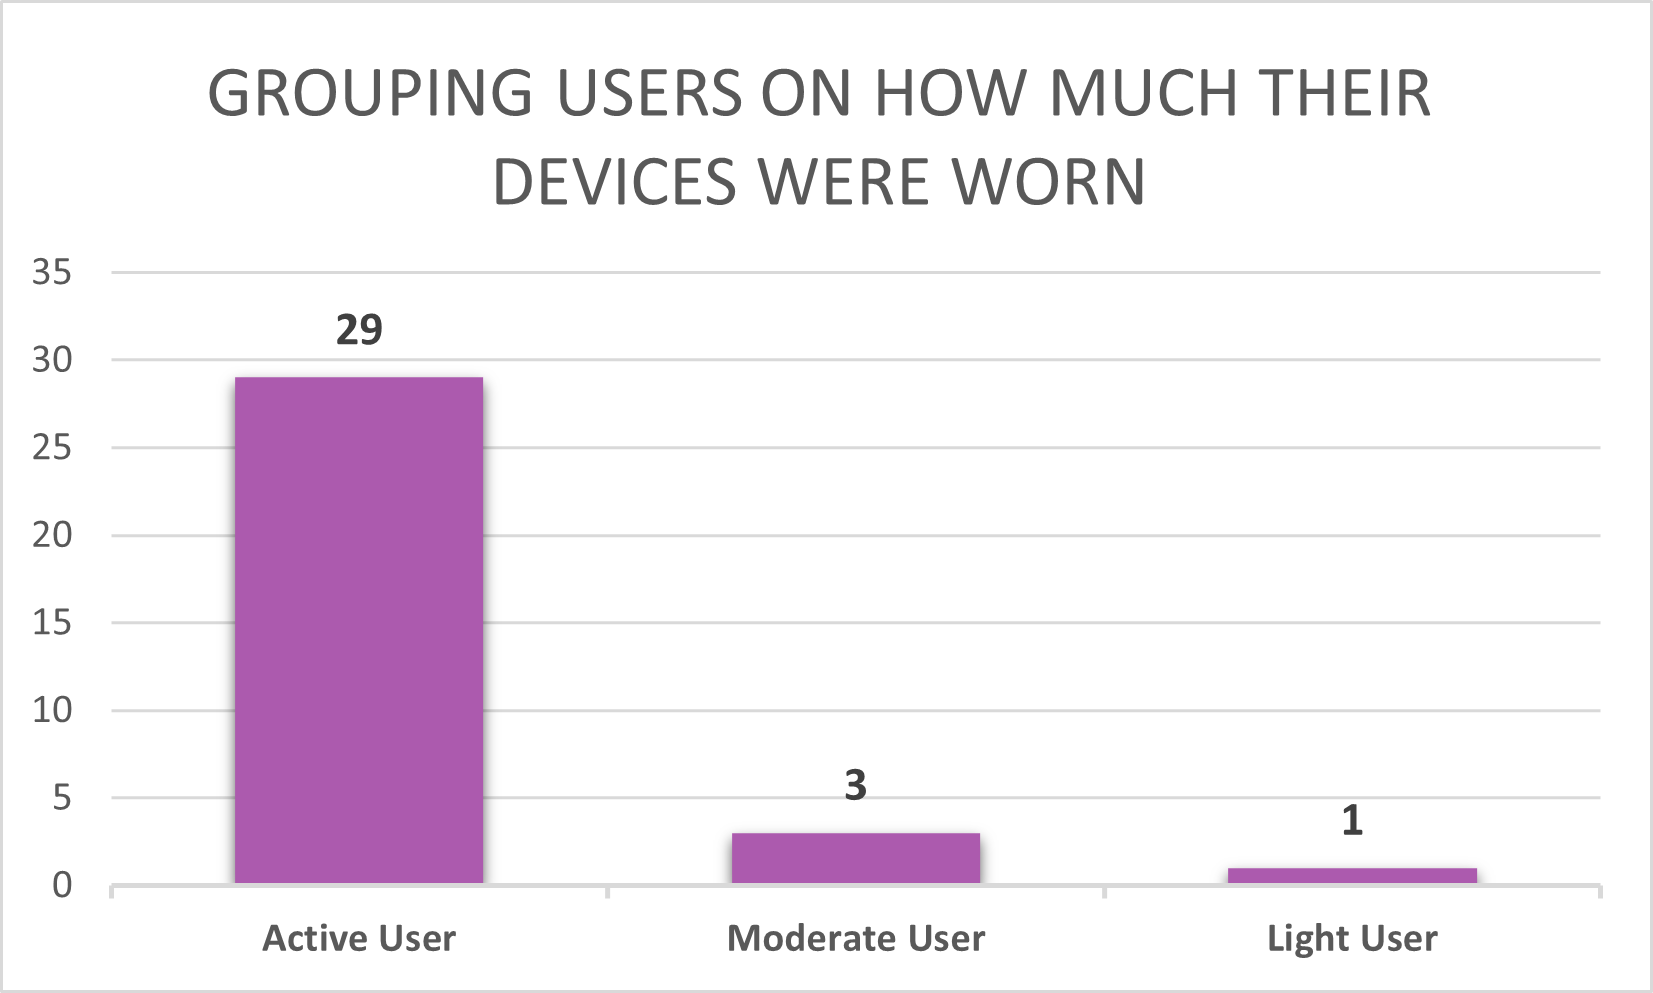 GROUPING USERS ON HOW MUCH THEIR
DEVICES WERE WORN
35
30
25
20
15
10
5
0
29
3
1
Active User
Moderate User
Light User